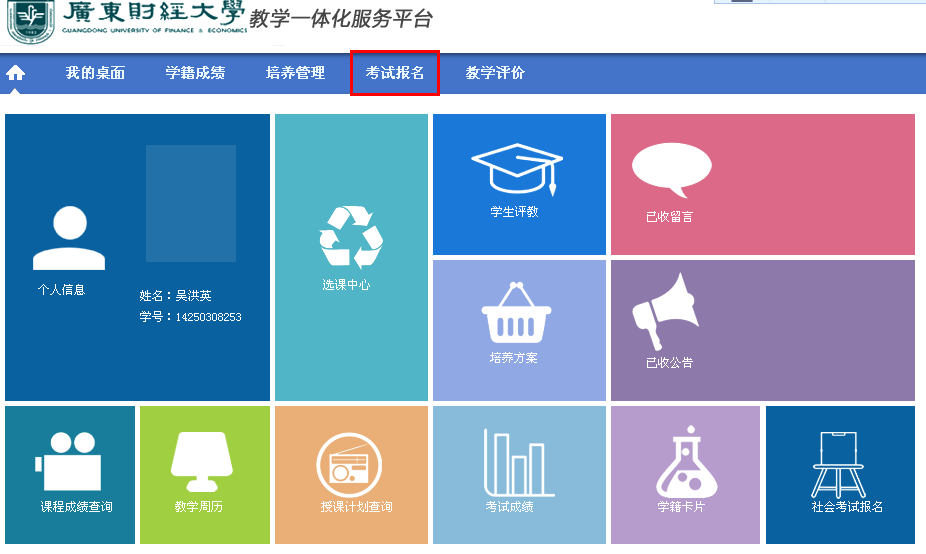 廣東財經大學 教学一体化服务平台
GUANGDONG UNIVERSITY OF FINANCE & ECONOMICS
我的桌面 学籍成绩 培养管理 考试报名 教学评价
个人信息
姓名：吴洪英
学号：14250308253
选课中心
学生评教
已收留言
培养方案
已收公告
课程成绩查询
教学周历
授课计划查询
考试成绩
学籍卡片
社会考试报名